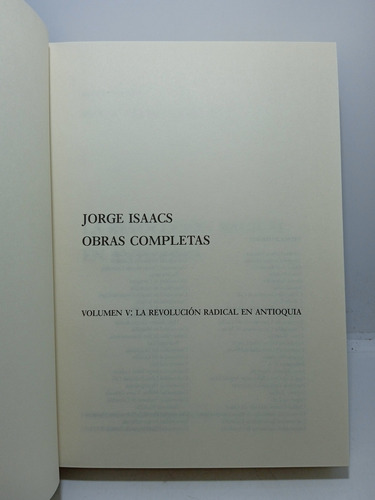 JORGE ISAACS
OBRAS COMPLETAS
VOLUMEN V: LA REVOLUCIÓN RADICAL EN ANTIOQUIA